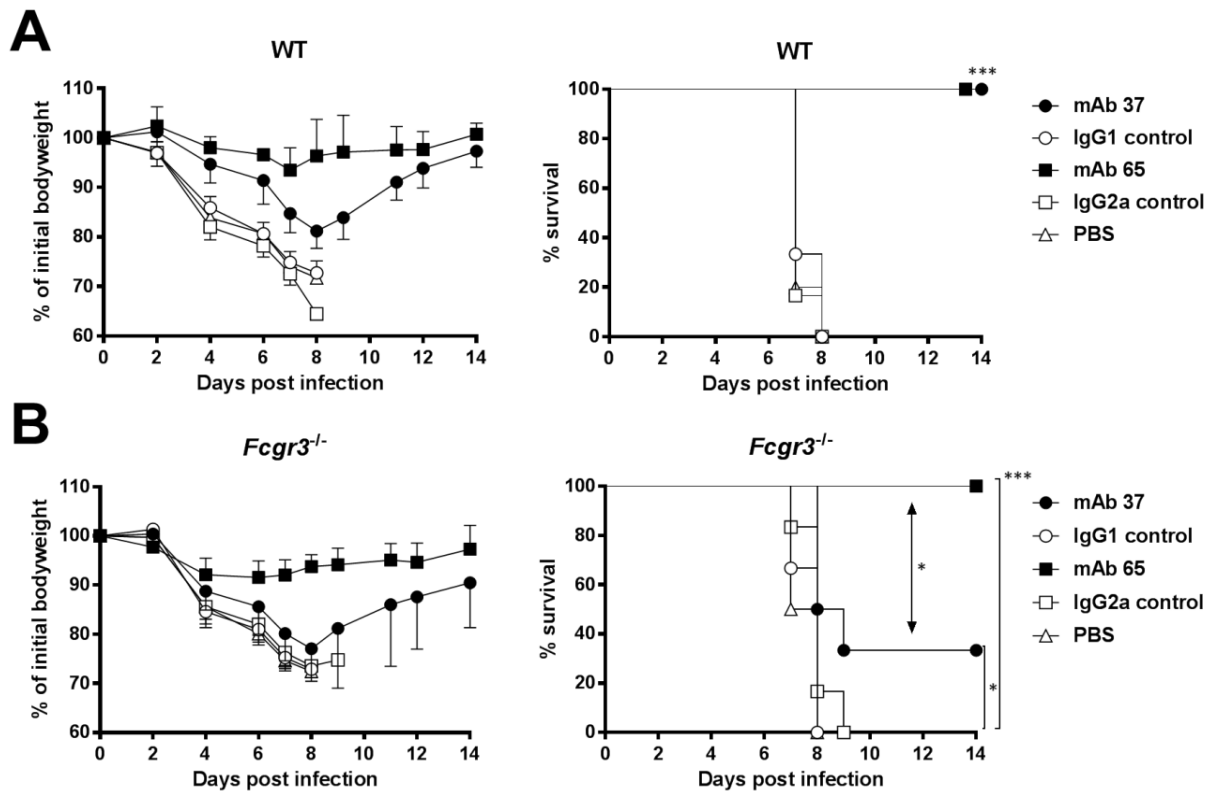 A
WT
WT
% of initial bodyweight
110
100
90
80
70
60
0 2 4 6 8 10 12 14
Days post infection
% survival
100
80
60
40
20
0
0 2 4 6 8 10 12 14
Days post infection
***
mAb 37
IgG1 control
mAb 65
IgG2a control
PBS
B
Fcgr3-/-
Fcgr3-/-
% of initial bodyweight
110
100
90
80
70
60
0 2 4 6 8 10 12 14
Days post infection
% survival
100
80
60
40
20
0
0 2 4 6 8 10 12 14
Days post infection
*
***
*
mAb 37
IgG1 control
mAb 65
IgG2a control
PBS